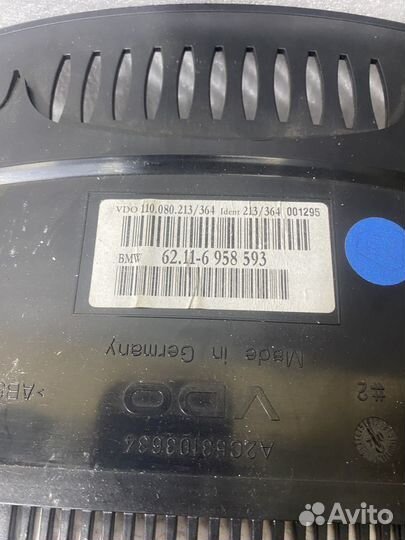 VDO 110.080.213/364 Ident 213/364 001295
BMW 62.11-6 958 593
Made in Germany
#2
VDO
A2C53103634
Avito